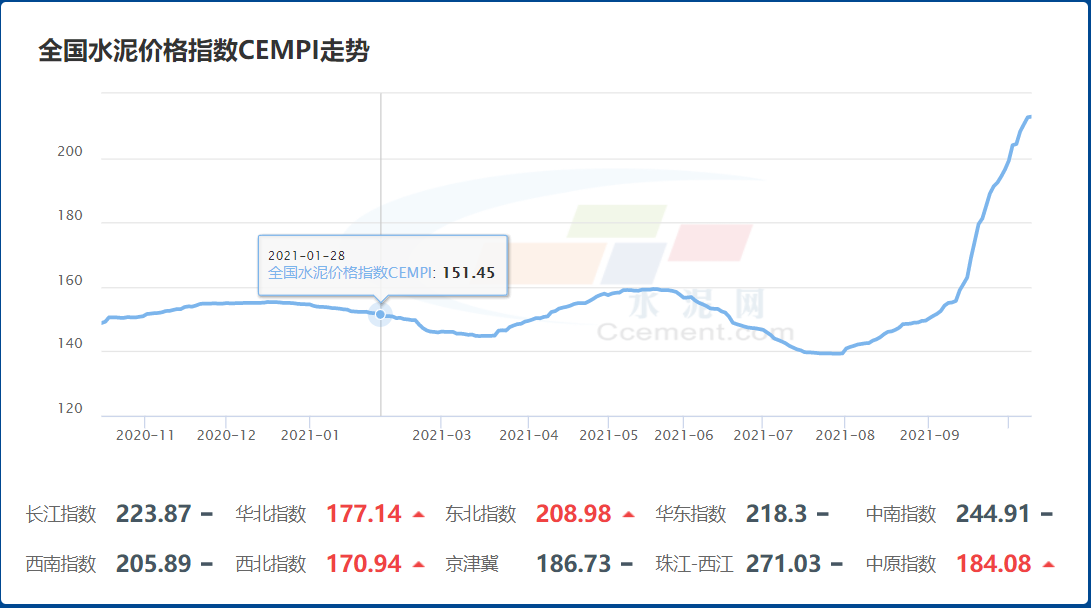 全国水泥价格指数CEMPI走势
200
180
160
140
120
2021-01-28
全国水泥价格指数CEMPI: 151.45
水泥网
Ccement.com
2020-11 2020-12 2021-01 2021-03 2021-04 2021-05 2021-06 2021-07 2021-08 2021-09
长江指数 223.87 华北指数 177.14 东北指数 208.98 华东指数 218.3 中南指数 244.91
西南指数 205.89 西北指数 170.94 京津冀 186.73 珠江-西江 271.03 中原指数 184.08